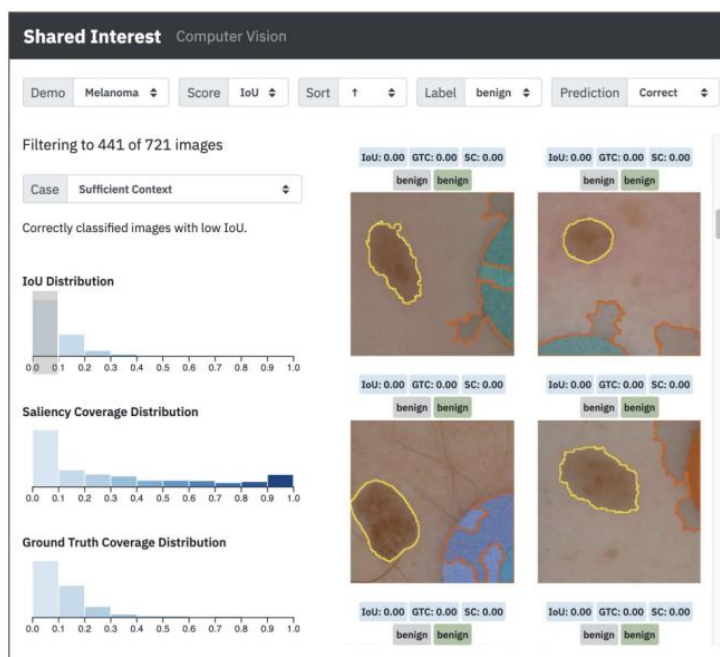 Shared Interest Computer Vision
Demo Melanoma Score IoU Sort ↑ Label benign Prediction Correct
Filtering to 441 of 721 images
Case Sufficient Context
Correctly classified images with low IoU.
IoU Distribution
0.0 0.1 0.2 0.3 0.4 0.5 0.6 0.7 0.8 0.9 1.0
Saliency Coverage Distribution
0.0 0.1 0.2 0.3 0.4 0.5 0.6 0.7 0.8 0.9 1.0
Ground Truth Coverage Distribution
0.0 0.1 0.2 0.3 0.4 0.5 0.6 0.7 0.8 0.9 1.0
IoU: 0.00 GTC: 0.00 SC: 0.00
benign benign
IoU: 0.00 GTC: 0.00 SC: 0.00
benign benign
IoU: 0.00 GTC: 0.00 SC: 0.00
benign benign
IoU: 0.00 GTC: 0.00 SC: 0.00
benign benign
IoU: 0.00 GTC: 0.00 SC: 0.00
benign benign
IoU: 0.00 GTC: 0.00 SC: 0.00
benign benign